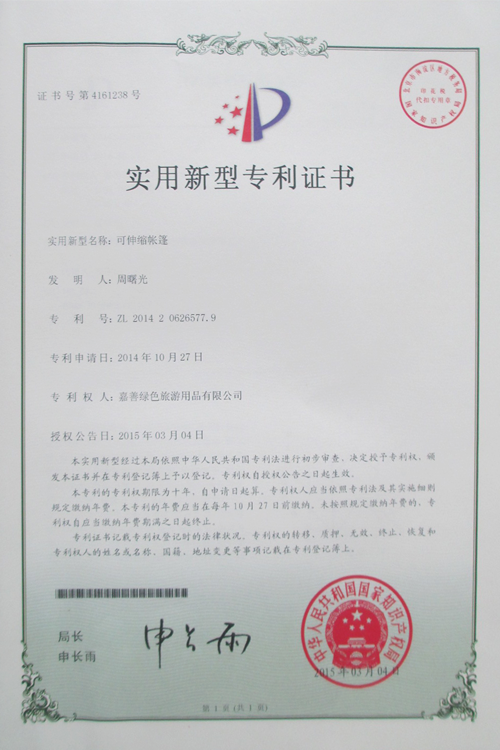 证书号第4161238号
实用新型专利证书
实用新型名称：可伸缩帐篷
发明人：周曙光
专利号：ZL 2014 2 0626577.9
专利申请日：2014年10月27日
专利权人：嘉善绿色旅游用品有限公司
授权公告日：2015年03月04日
本实用新型经过本局依照中华人民共和国专利法进行初步审查，决定授予专利权，颁
发本证书并在专利登记簿上予以登记。专利权自授权公告之日起生效。
本专利的专利权期限为十年，自申请日起算。专利权人应当依照专利法及其实施细则
规定缴纳年费。本专利的年费应当在每年10月27日前缴纳。未按照规定缴纳年费的，专
利权自应当缴纳年费期满之日起终止。
专利证书记载专利权登记时的法律状况。专利权的转移、质押、无效、终止、恢复和
专利权人的姓名或名称、国籍、地址变更等事项记载在专利登记簿上。
局长
申长雨
申长雨
中华人民共和国国家知识产权局
2015年03月04日
第1页（共1页）